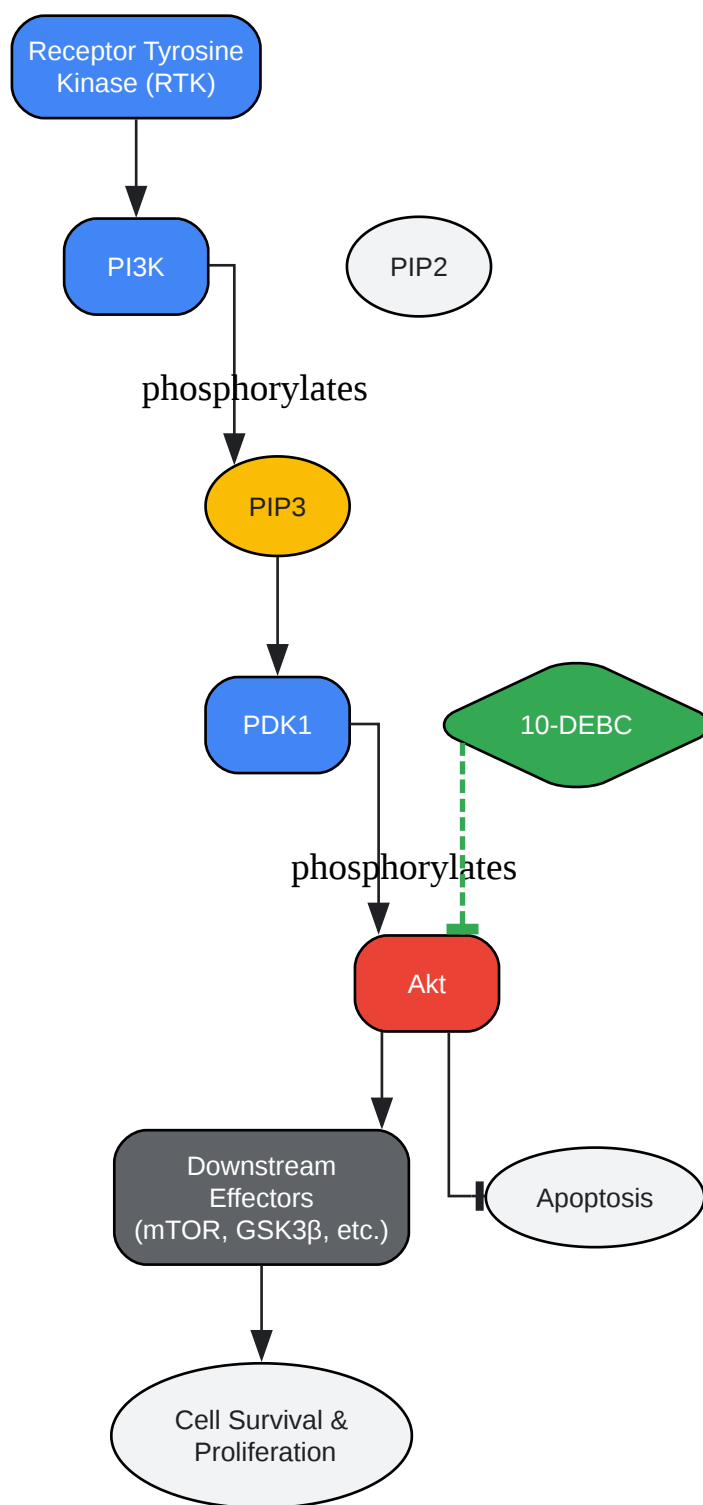 Receptor Tyrosine
Kinase (RTK)
PI3K
PIP2
phosphorylates
PIP3
PDK1
10-DEBC
phosphorylates
Akt
Downstream
Effectors
(mTOR, GSK3β, etc.)
Apoptosis
Cell Survival &
Proliferation